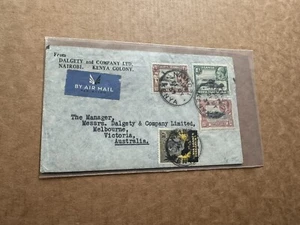 From
DALGETY and COMPANY LTD.
NAIROBI. KENYA COLONY.
BY AIR MAIL
The Manager,
Messrs. Dalgety & Company Limited,
Melbourne,
Victoria,
Australia.